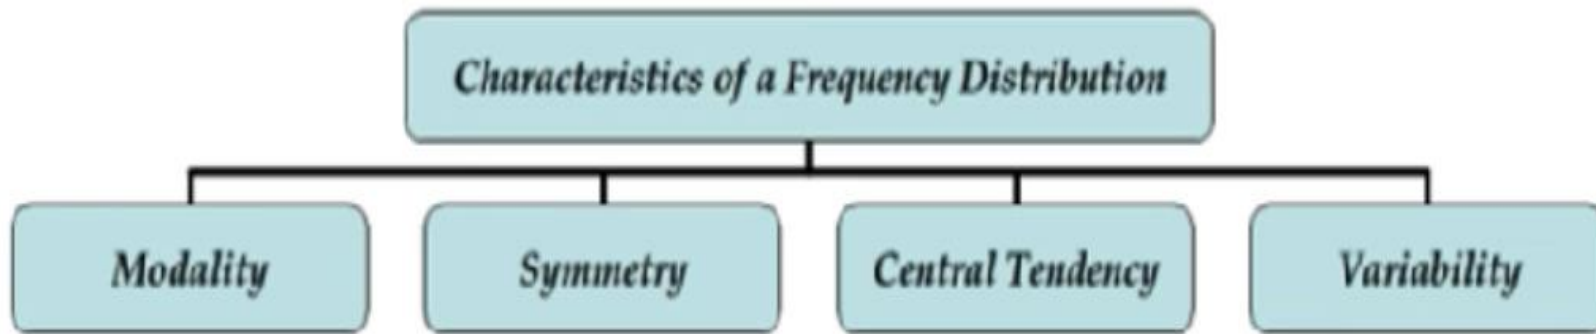 Characteristics of a Frequency Distribution
Modality
Symmetry
Central Tendency
Variability